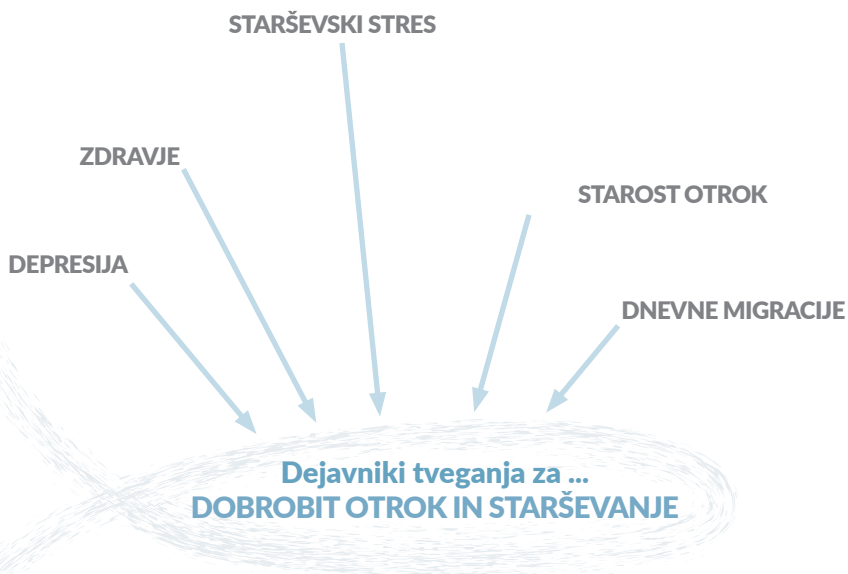 STARŠEVSKI STRES
ZDRAVJE
STAROST OTROK
DEPRESIJA
DNEVNE MIGRACIJE
Dejavniki tveganja za ...
DOBROBIT OTROK IN STARŠEVANJE